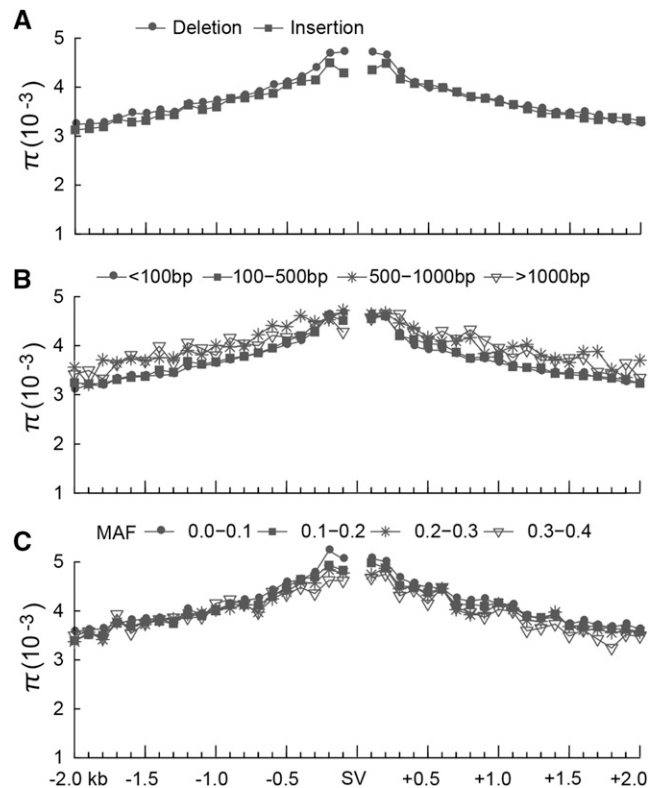 A
Deletion Insertion
5
4
3
2
1
π(10⁻³)
B
<100bp 100−500bp 500−1000bp >1000bp
5
4
3
2
1
π(10⁻³)
C
MAF 0.0−0.1 0.1−0.2 0.2−0.3 0.3−0.4
5
4
3
2
1
π(10⁻³)
-2.0 kb -1.5 -1.0 -0.5 SV +0.5 +1.0 +1.5 +2.0